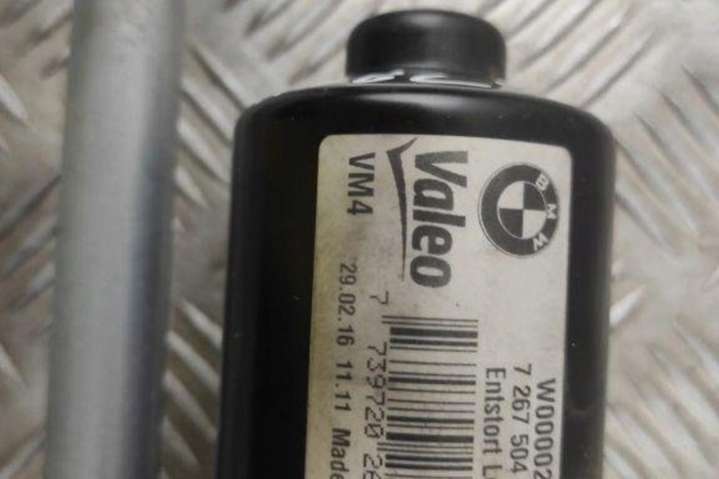 BMW
Valeo
VM4
W00002
7 267 504
Entstört
7 739720 26
29.02.16 11.11 Made